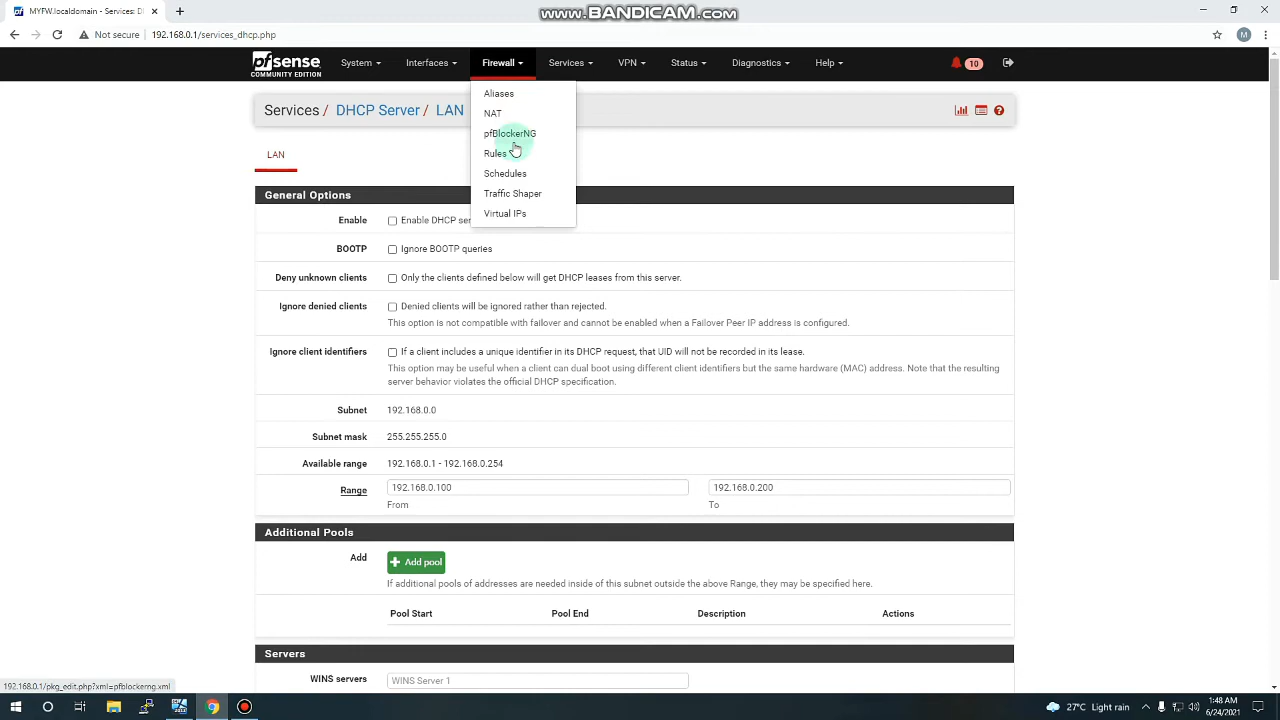 MYFW.localdomain - Services: D
www.BANDICAM.com
Not secure
192.168.0.1/services_dhcp.php
M
pfsense
COMMUNITY EDITION
System
Interfaces
Firewall
Services
VPN
Status
Diagnostics
Help
10
Aliases
NAT
pfBlockerNG
Rules
Schedules
Traffic Shaper
Virtual IPs
Services / DHCP Server / LAN
LAN
General Options
Enable Enable DHCP ser
BOOTP Ignore BOOTP queries
Deny unknown clients Only the clients defined below will get DHCP leases from this server.
Ignore denied clients Denied clients will be ignored rather than rejected.
This option is not compatible with failover and cannot be enabled when a Failover Peer IP address is configured.
Ignore client identifiers If a client includes a unique identifier in its DHCP request, that UID will not be recorded in its lease.
This option may be useful when a client can dual boot using different client identifiers but the same hardware (MAC) address. Note that the resulting
server behavior violates the official DHCP specification.
Subnet 192.168.0.0
Subnet mask 255.255.255.0
Available range 192.168.0.1 - 192.168.0.254
Range 192.168.0.100 192.168.0.200
From To
Additional Pools
Add Add pool
If additional pools of addresses are needed inside of this subnet outside the above Range, they may be specified here.
Pool Start Pool End Description Actions
Servers
WINS servers WINS Server 1
192.168.0.1/pkg_edit.php?xml=pfblockerng.xml
27°C Light rain
1:48 AM
6/24/2021